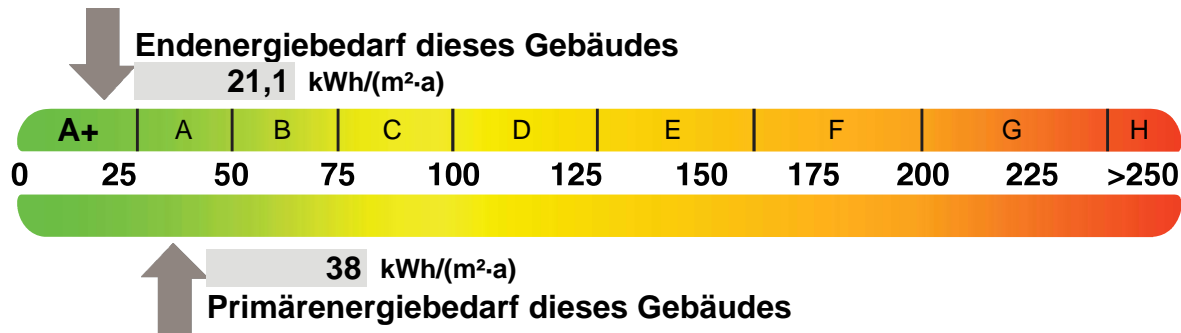 Endenergiebedarf dieses Gebäudes
21,1 kWh/(m²·a)
A+ A B C D E F G H
0 25 50 75 100 125 150 175 200 225 >250
38 kWh/(m²·a)
Primärenergiebedarf dieses Gebäudes